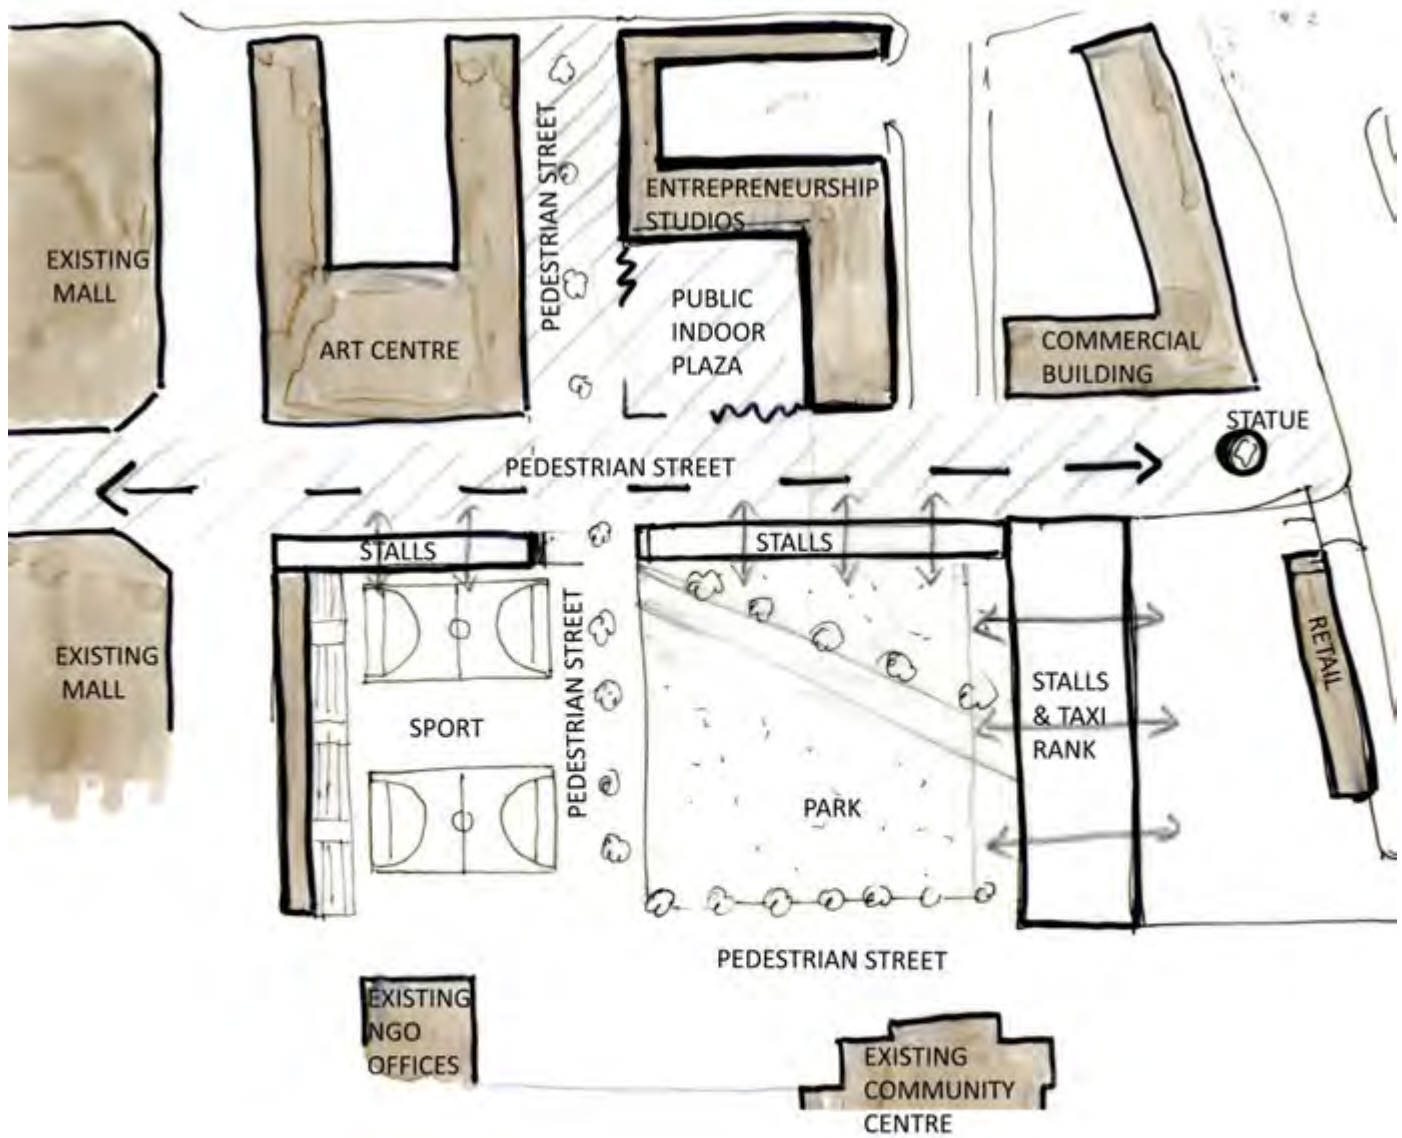 PEDESTRIAN STREET
ENTREPRENEURSHIP
STUDIOS
EXISTING
MALL
PUBLIC
INDOOR
PLAZA
ART CENTRE
COMMERCIAL
BUILDING
STATUE
PEDESTRIAN STREET
STALLS
STALLS
PEDESTRIAN STREET
EXISTING
MALL
SPORT
STALLS
& TAXI
RANK
RETAIL
PARK
PEDESTRIAN STREET
EXISTING
NGO
OFFICES
EXISTING
COMMUNITY
CENTRE